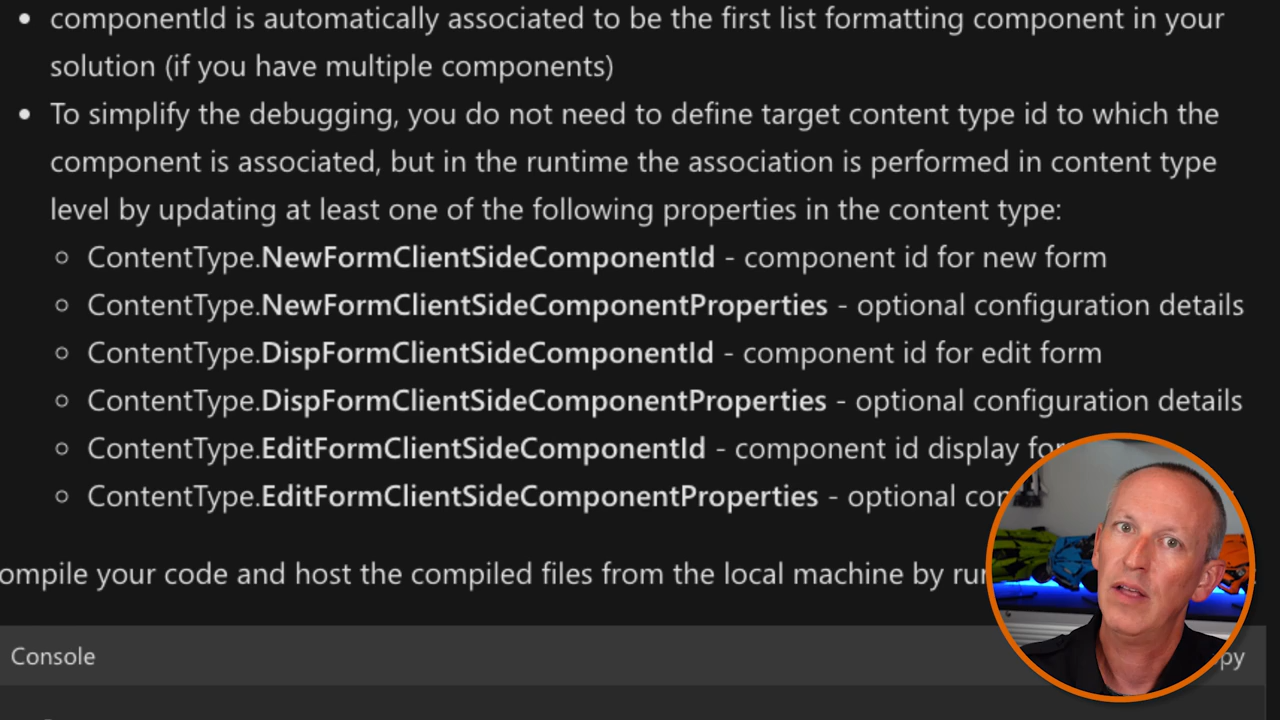 componentId is automatically associated to be the first list formatting component in your
solution (if you have multiple components)
To simplify the debugging, you do not need to define target content type id to which the
component is associated, but in the runtime the association is performed in content type
level by updating at least one of the following properties in the content type:
ContentType.NewFormClientSideComponentId - component id for new form
ContentType.NewFormClientSideComponentProperties - optional configuration details
ContentType.DispFormClientSideComponentId - component id for edit form
ContentType.DispFormClientSideComponentProperties - optional configuration details
ContentType.EditFormClientSideComponentId - component id display
ContentType.EditFormClientSideComponentProperties - optional
your code and host the compiled files from the local machine by
Console